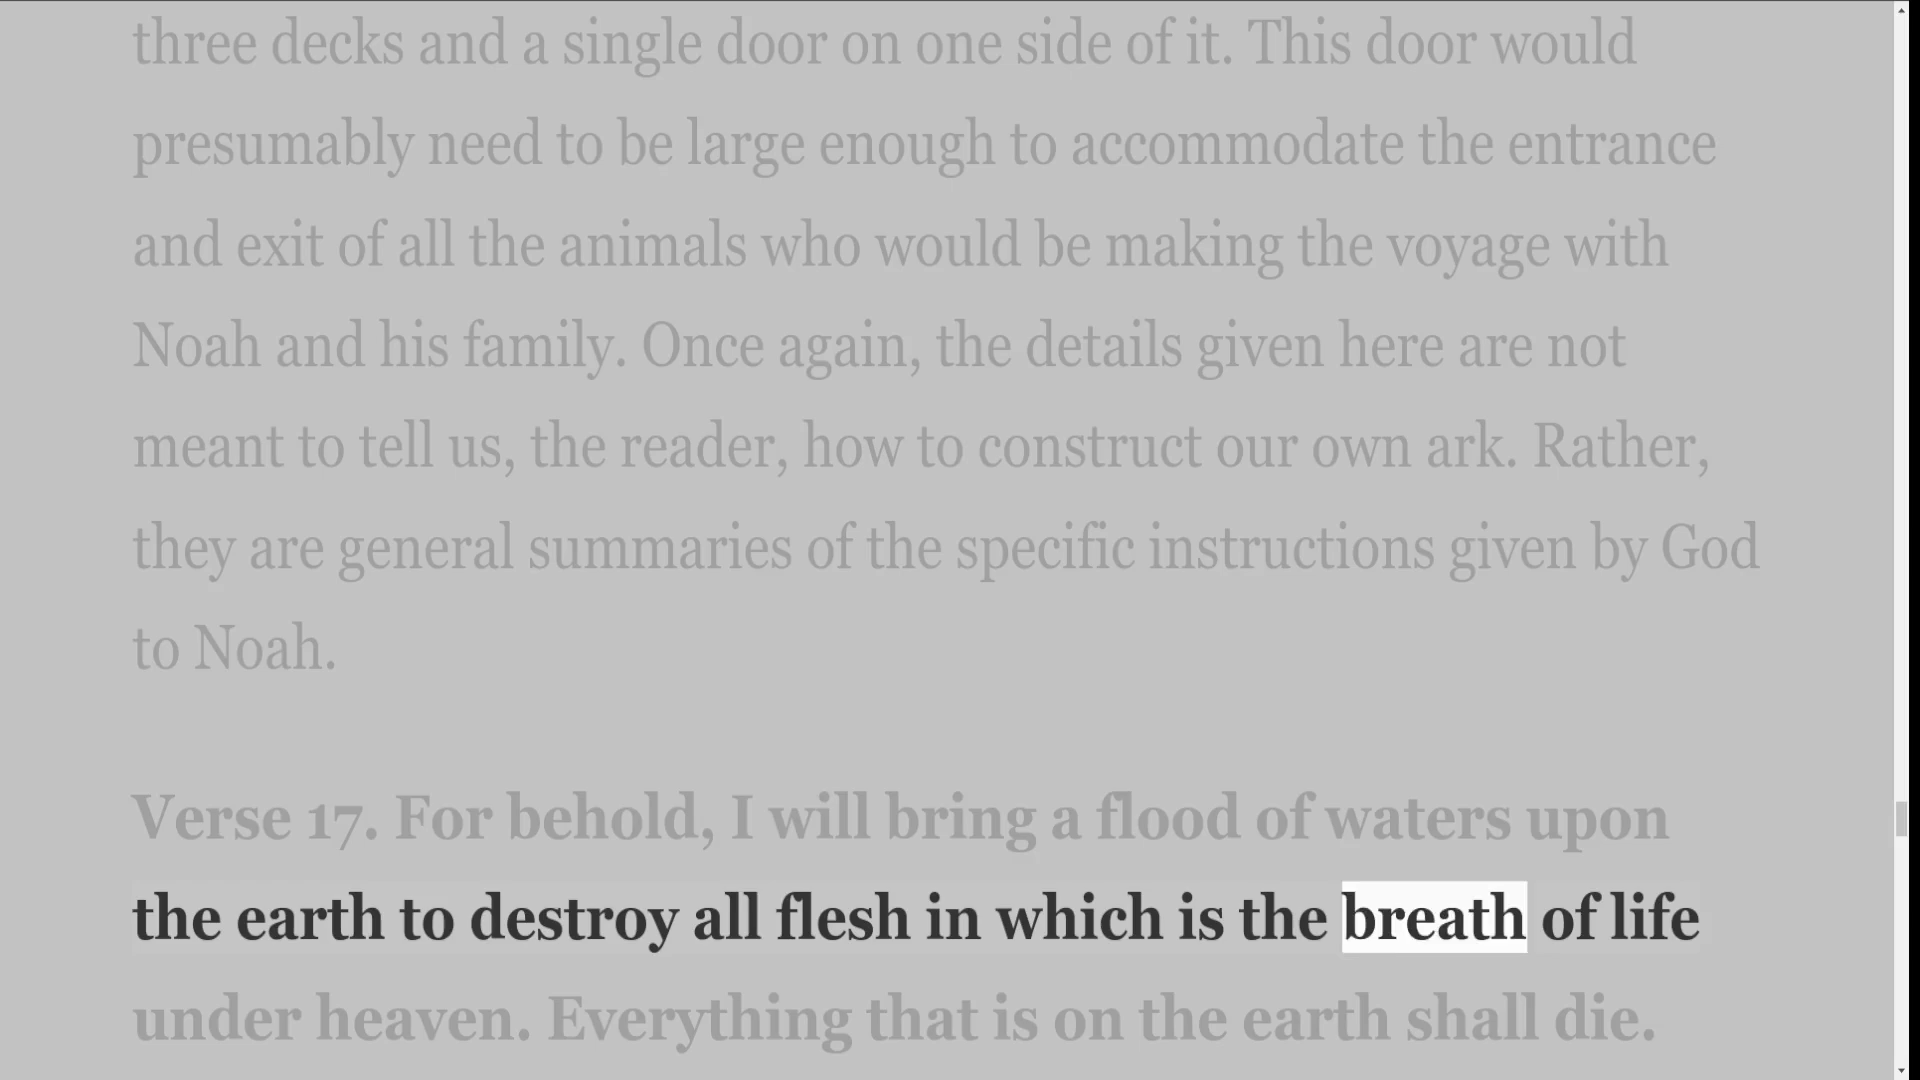 three decks and a single door on one side of it. This door would
presumably need to be large enough to accommodate the entrance
and exit of all the animals who would be making the voyage with
Noah and his family. Once again, the details given here are not
meant to tell us, the reader, how to construct our own ark. Rather,
they are general summaries of the specific instructions given by God
to Noah.
Verse 17. For behold, I will bring a flood of waters upon
the earth to destroy all flesh in which is the breath of life
under heaven. Everything that is on the earth shall die.